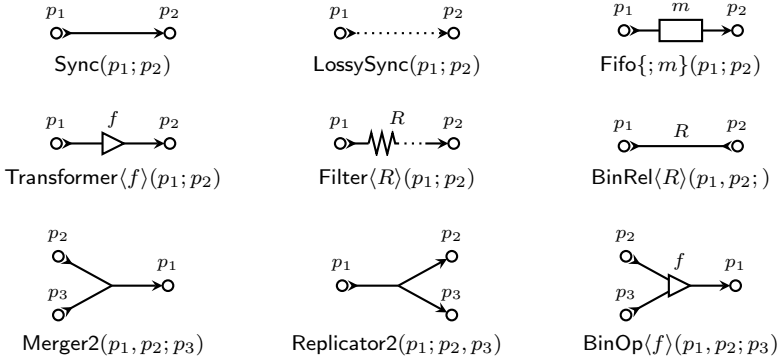 p1 p2 p1 p2 p1 m p2
Sync(p1; p2) LossySync(p1; p2) Fifo{; m}(p1; p2)
p1 f p2 p1 R p2 p1 R p2
Transformer⟨f⟩(p1; p2) Filter⟨R⟩(p1; p2) BinRel⟨R⟩(p1, p2; )
p2 p2 p2
p1 p1 f p1
p3 p3 p3
Merger2(p1, p2; p3) Replicator2(p1; p2, p3) BinOp⟨f⟩(p1, p2; p3)